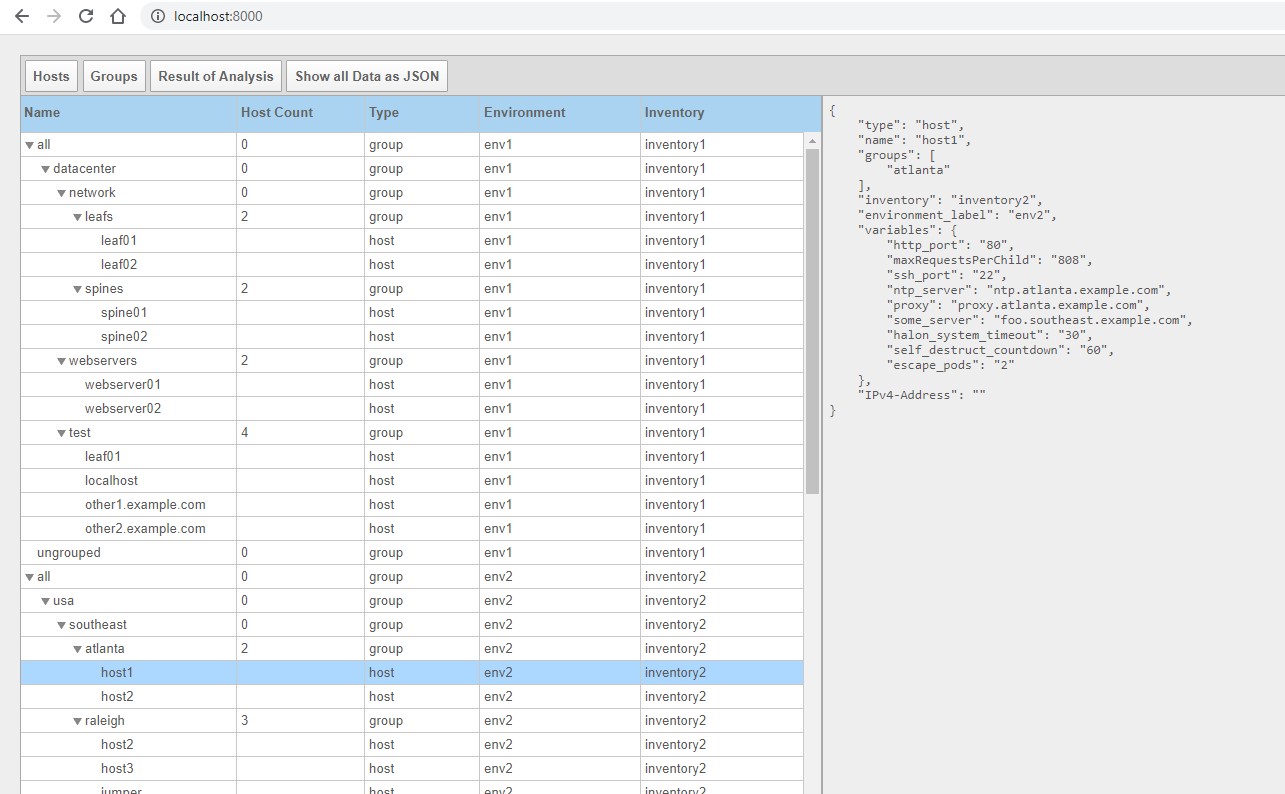 localhost:8000
Hosts Groups Result of Analysis Show all Data as JSON
Name Host Count Type Environment Inventory
all 0 group env1 inventory1
datacenter 0 group env1 inventory1
network 0 group env1 inventory1
leafs 2 group env1 inventory1
leaf01 host env1 inventory1
leaf02 host env1 inventory1
spines 2 group env1 inventory1
spine01 host env1 inventory1
spine02 host env1 inventory1
webservers 2 group env1 inventory1
webserver01 host env1 inventory1
webserver02 host env1 inventory1
test 4 group env1 inventory1
leaf01 host env1 inventory1
localhost host env1 inventory1
other1.example.com host env1 inventory1
other2.example.com host env1 inventory1
ungrouped 0 group env1 inventory1
all 0 group env2 inventory2
usa 0 group env2 inventory2
southeast 0 group env2 inventory2
atlanta 2 group env2 inventory2
host1 host env2 inventory2
host2 host env2 inventory2
raleigh 3 group env2 inventory2
host2 host env2 inventory2
host3 host env2 inventory2
jumper host env2 inventory2
{
"type": "host",
"name": "host1",
"groups": [
"atlanta"
],
"inventory": "inventory2",
"environment_label": "env2",
"variables": {
"http_port": "80",
"maxRequestsPerChild": "808",
"ssh_port": "22",
"ntp_server": "ntp.atlanta.example.com",
"proxy": "proxy.atlanta.example.com",
"some_server": "foo.southeast.example.com",
"halon_system_timeout": "30",
"self_destruct_countdown": "60",
"escape_pods": "2"
},
"IPv4-Address": ""
}